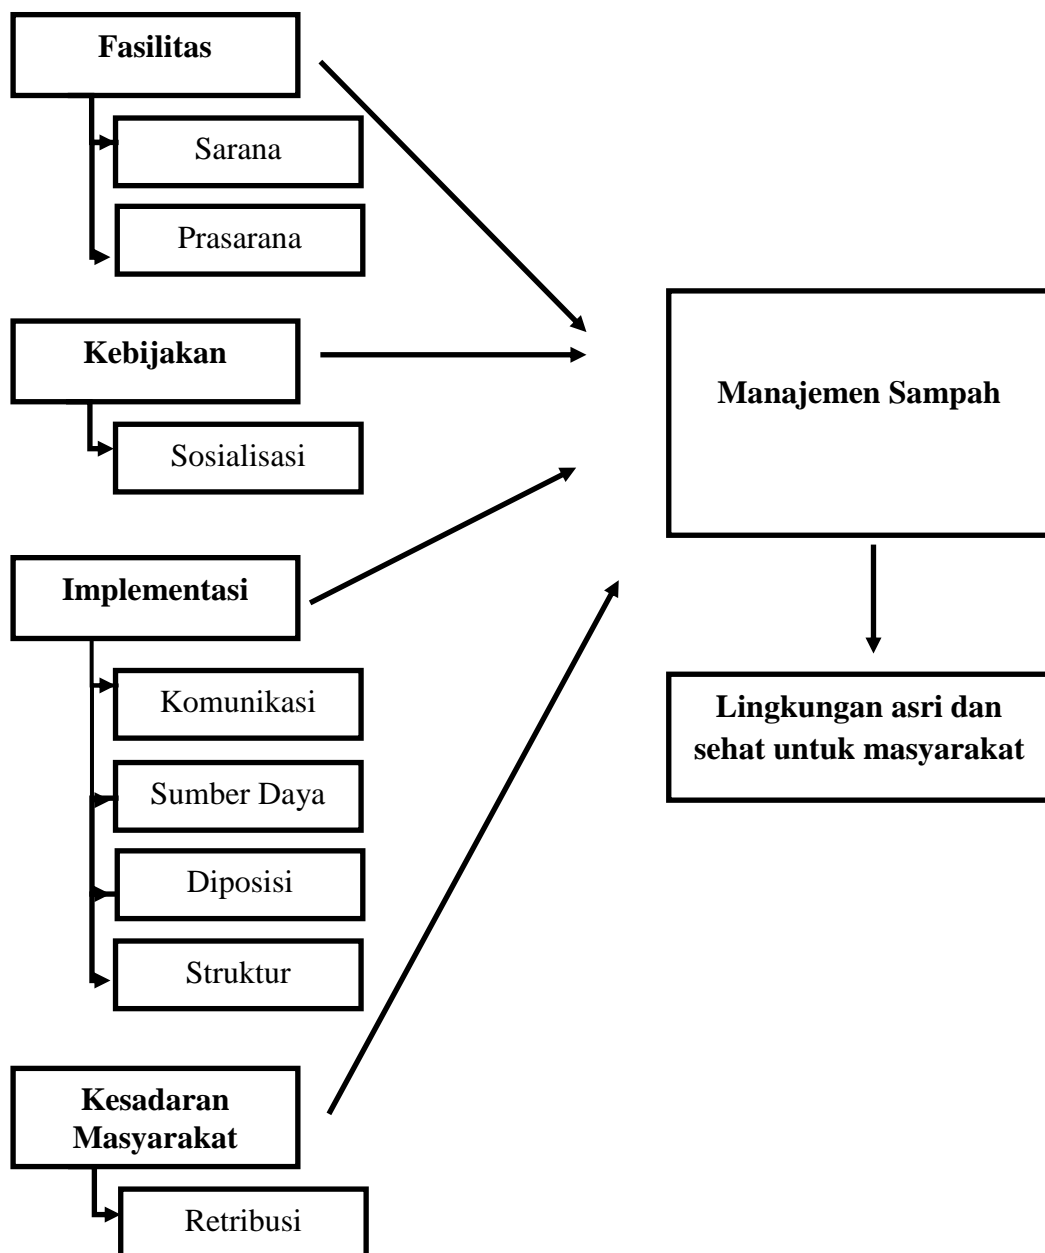 Fasilitas
Sarana
Prasarana
Kebijakan
Sosialisasi
Implementasi
Komunikasi
Sumber Daya
Diposisi
Struktur
Kesadaran
Masyarakat
Retribusi
Manajemen Sampah
Lingkungan asri dan
sehat untuk masyarakat